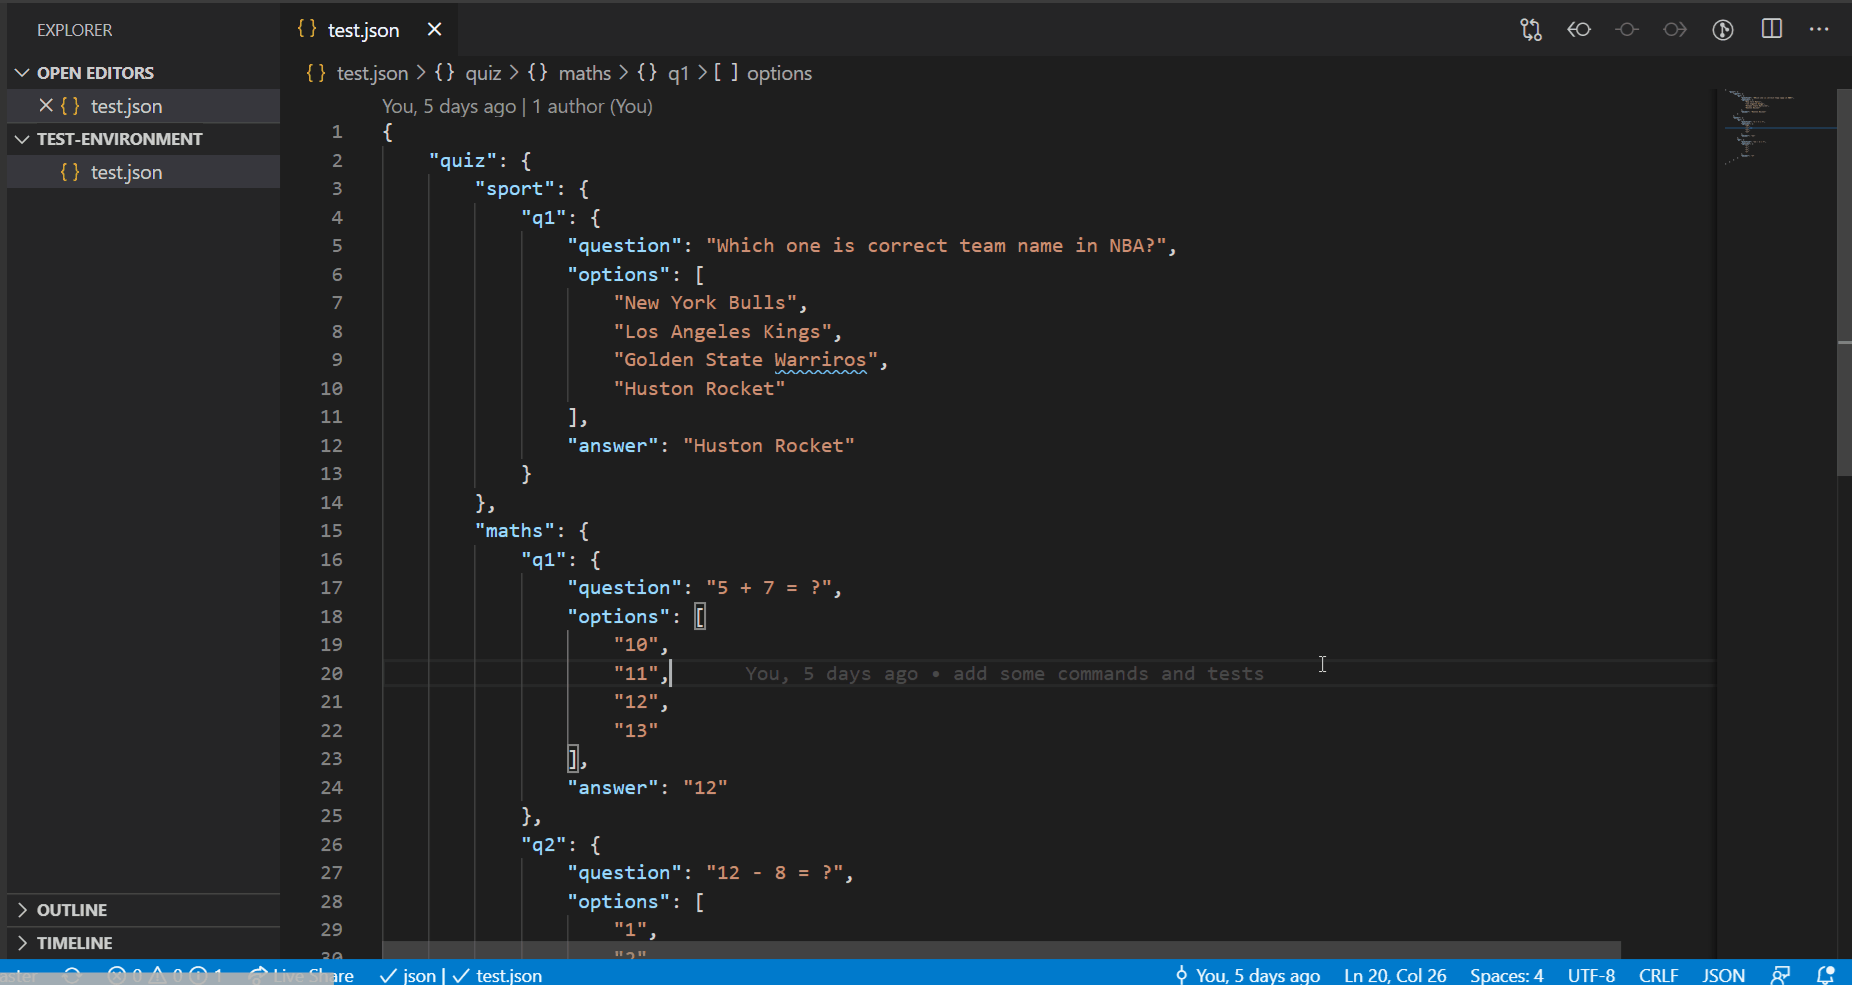 EXPLORER
OPEN EDITORS
{} test.json
TEST-ENVIRONMENT
{} test.json
OUTLINE
TIMELINE
{} test.json
{} test.json > {} quiz > {} maths > {} q1 > [ ] options
You, 5 days ago | 1 author (You)
1 {
2 "quiz": {
3 "sport": {
4 "q1": {
5 "question": "Which one is correct team name in NBA?",
6 "options": [
7 "New York Bulls",
8 "Los Angeles Kings",
9 "Golden State Warriros",
10 "Huston Rocket"
11 ],
12 "answer": "Huston Rocket"
13 }
14 },
15 "maths": {
16 "q1": {
17 "question": "5 + 7 = ?",
18 "options": [
19 "10",
20 "11", You, 5 days ago • add some commands and tests
21 "12",
22 "13"
23 ],
24 "answer": "12"
25 },
26 "q2": {
27 "question": "12 - 8 = ?",
28 "options": [
29 "1",
30 "2"
aster 0 0 1 Live Share json | test.json You, 5 days ago Ln 20, Col 26 Spaces: 4 UTF-8 CRLF JSON